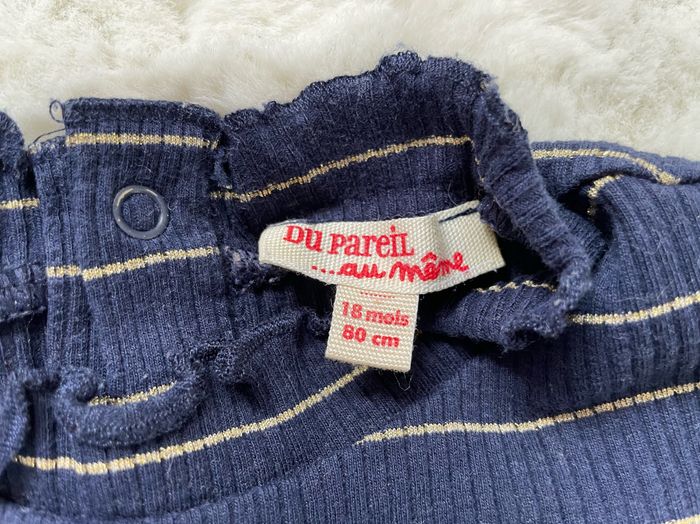 DU PAREIL
...au même
18 mois
80 cm